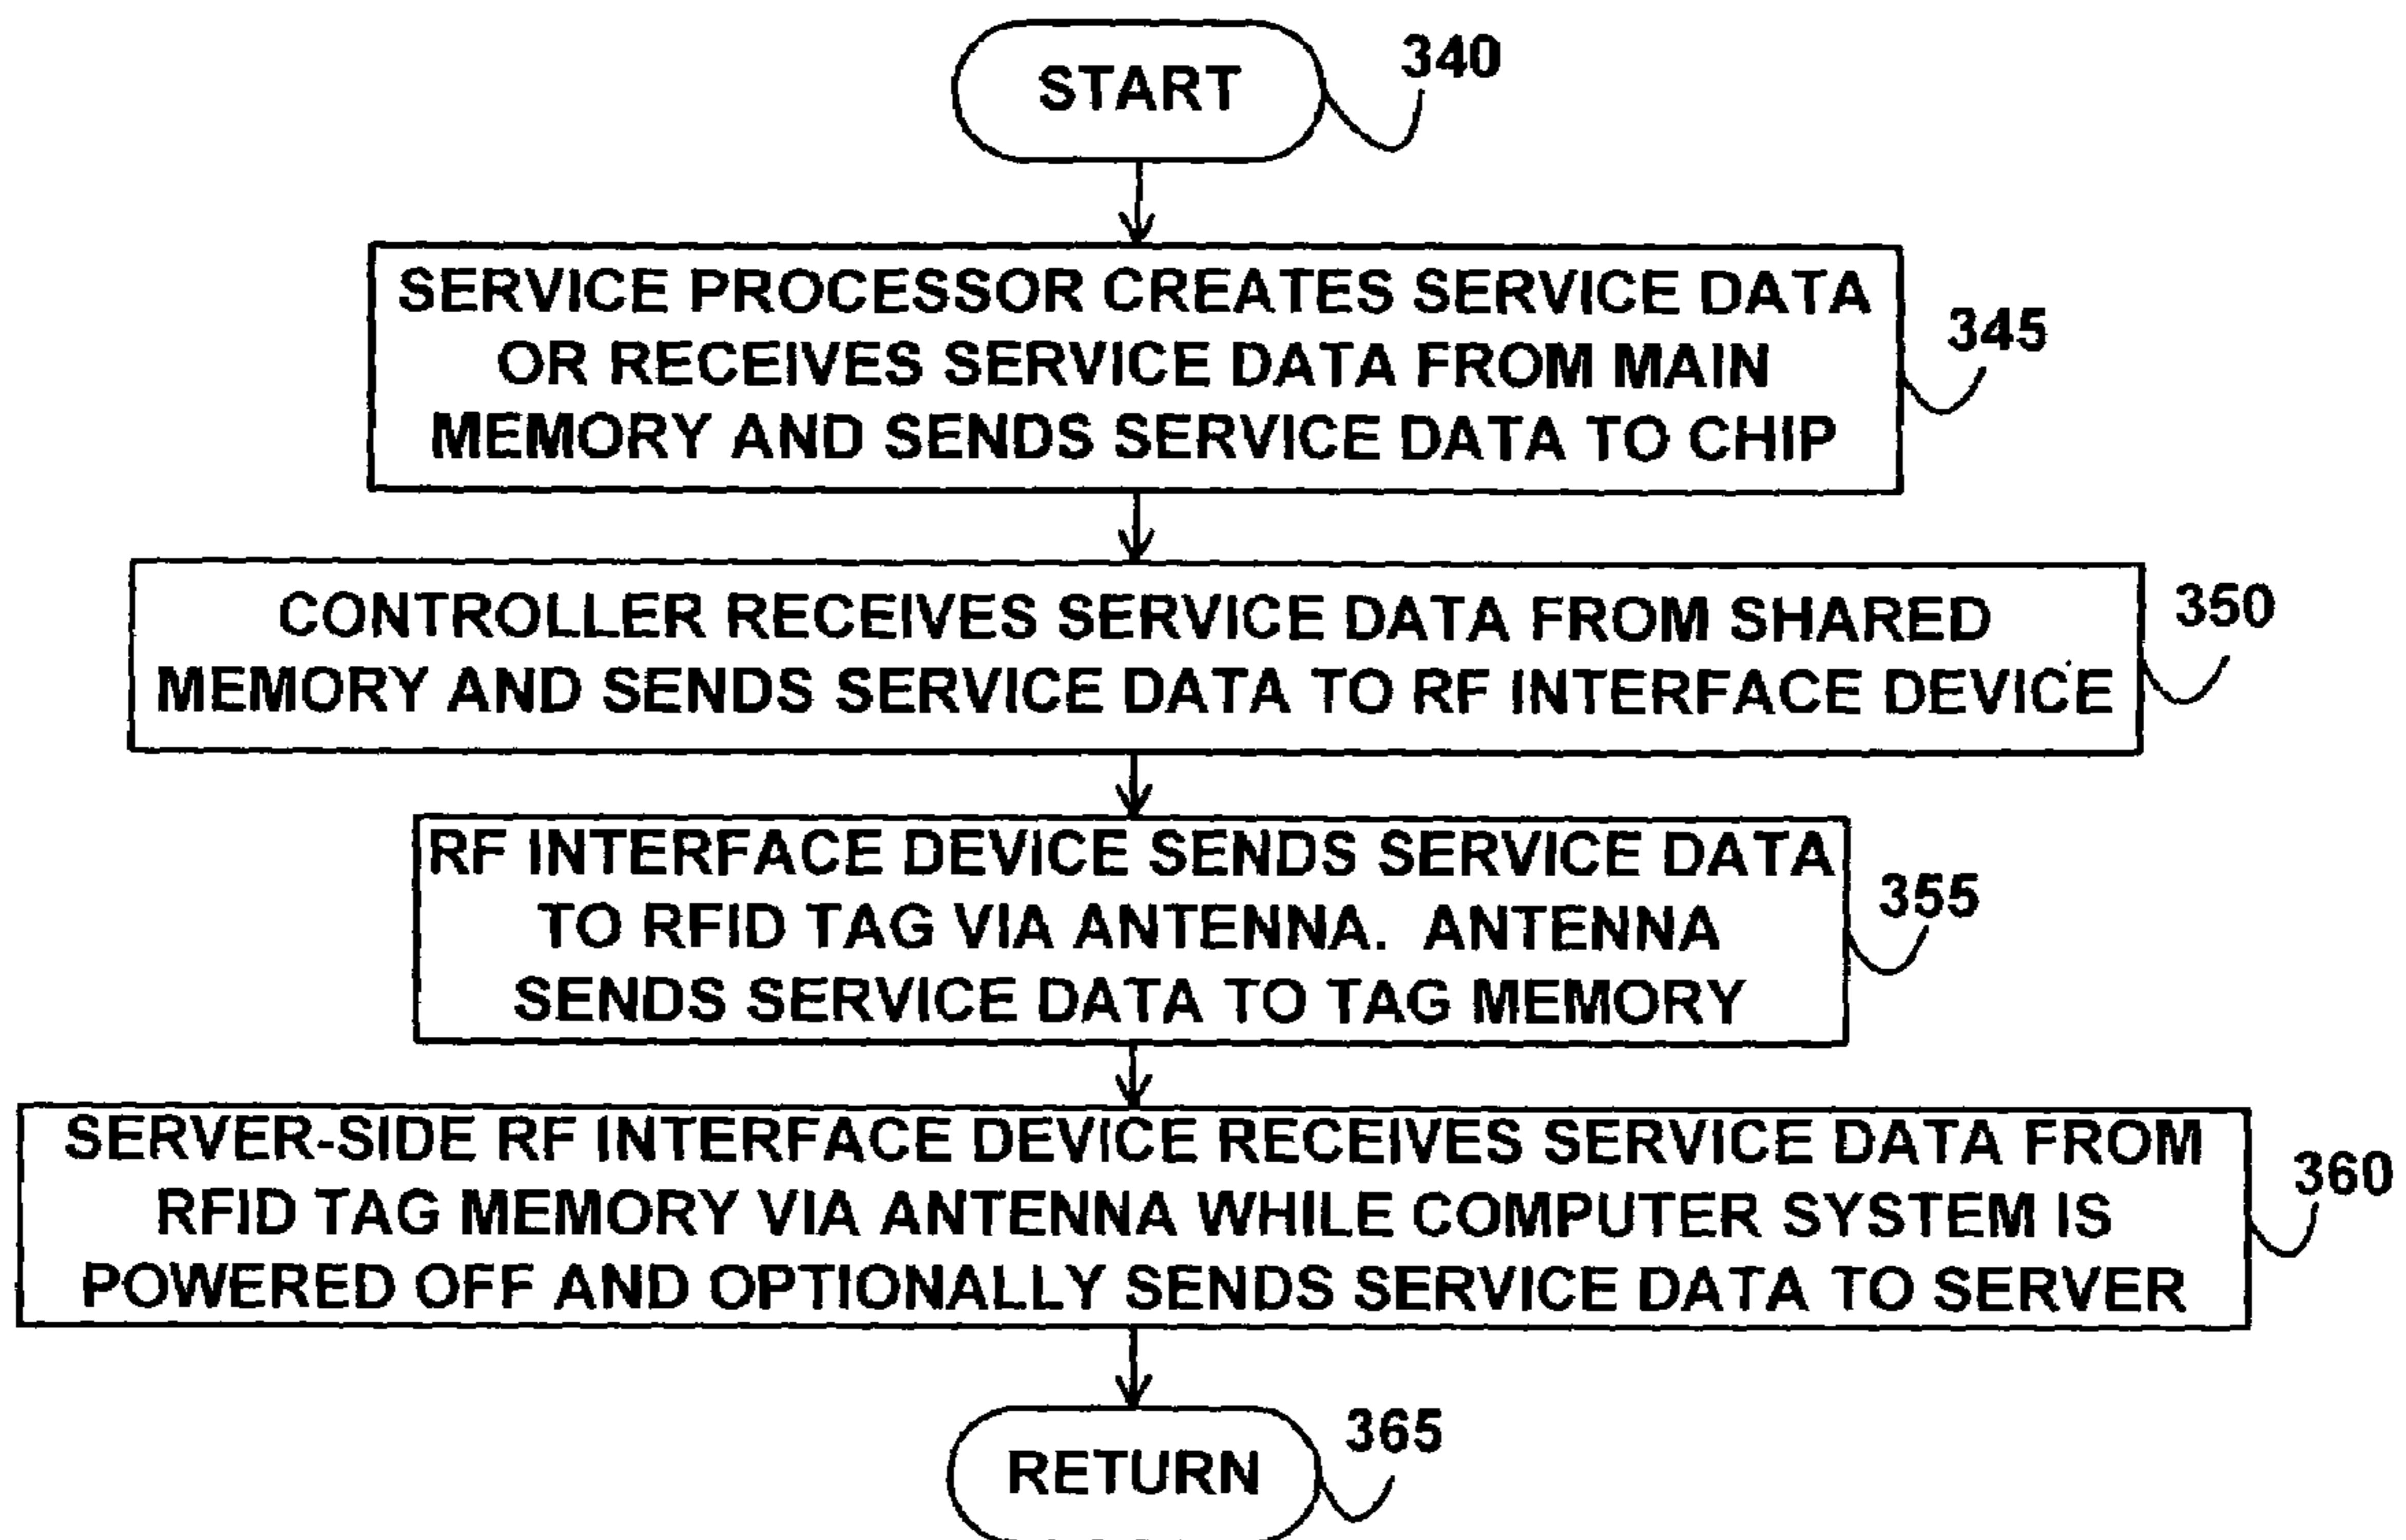 START
340
SERVICE PROCESSOR CREATES SERVICE DATA
OR RECEIVES SERVICE DATA FROM MAIN
MEMORY AND SENDS SERVICE DATA TO CHIP
345
CONTROLLER RECEIVES SERVICE DATA FROM SHARED
MEMORY AND SENDS SERVICE DATA TO RF INTERFACE DEVICE
350
RF INTERFACE DEVICE SENDS SERVICE DATA
TO RFID TAG VIA ANTENNA. ANTENNA
SENDS SERVICE DATA TO TAG MEMORY
355
SERVER-SIDE RF INTERFACE DEVICE RECEIVES SERVICE DATA FROM
RFID TAG MEMORY VIA ANTENNA WHILE COMPUTER SYSTEM IS
POWERED OFF AND OPTIONALLY SENDS SERVICE DATA TO SERVER
360
RETURN
365